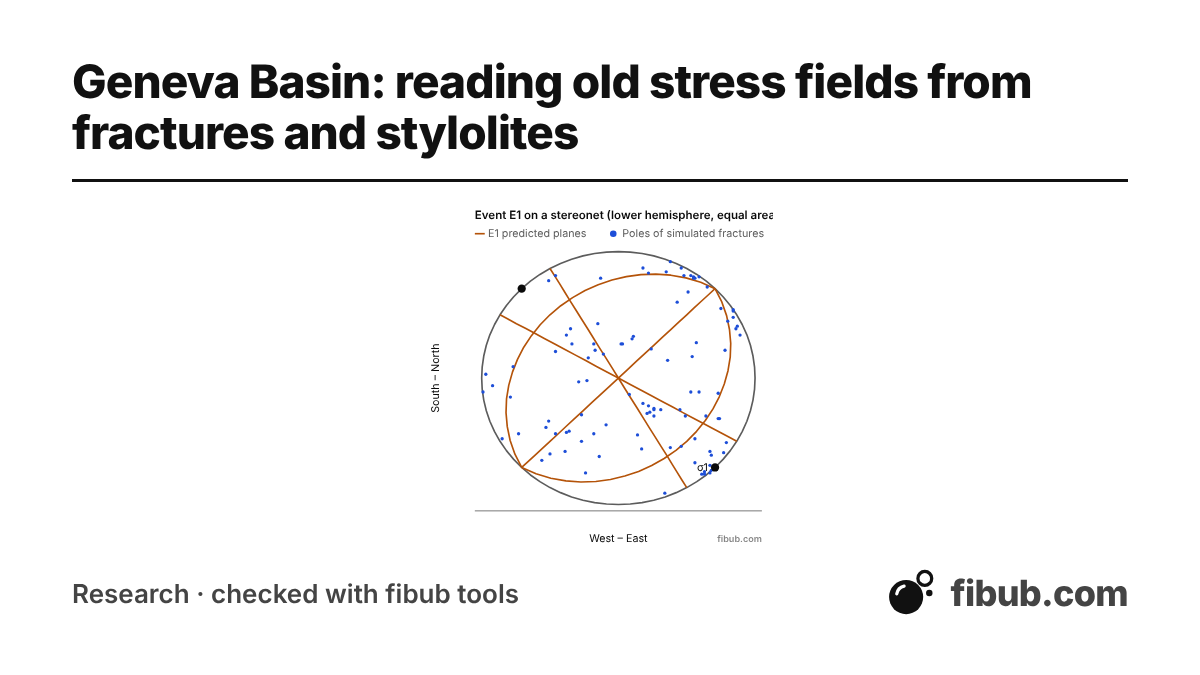 Geneva Basin: reading old stress fields from
fractures and stylolites
Event E1 on a stereonet (lower hemisphere, equal area
E1 predicted planes
Poles of simulated fractures
South – North
σ1
West – East
fibub.com
Research · checked with fibub tools
fibub.com